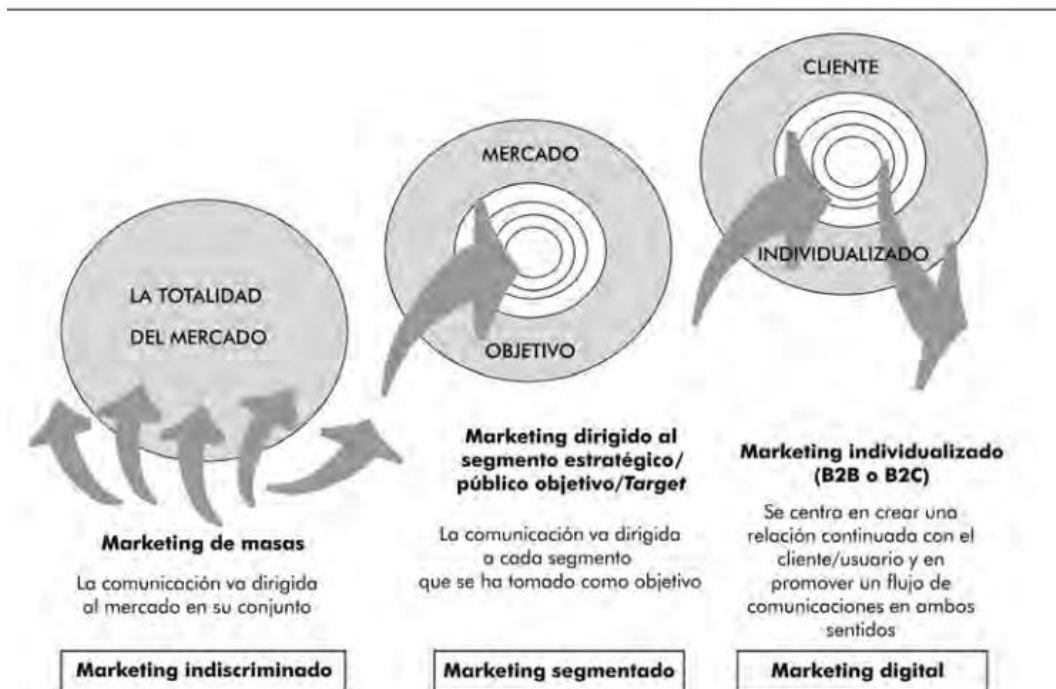 LA TOTALIDAD
DEL MERCADO
Marketing de masas
La comunicación va dirigida
al mercado en su conjunto
Marketing indiscriminado
MERCADO
OBJETIVO
Marketing dirigido al
segmento estratégico/
público objetivo/Target
La comunicación va dirigida
a cada segmento
que se ha tomado como objetivo
Marketing segmentado
CLIENTE
INDIVIDUALIZADO
Marketing individualizado
(B2B o B2C)
Se centra en crear una
relación continuada con el
cliente/usuario y en
promover un flujo de
comunicaciones en ambos
sentidos
Marketing digital